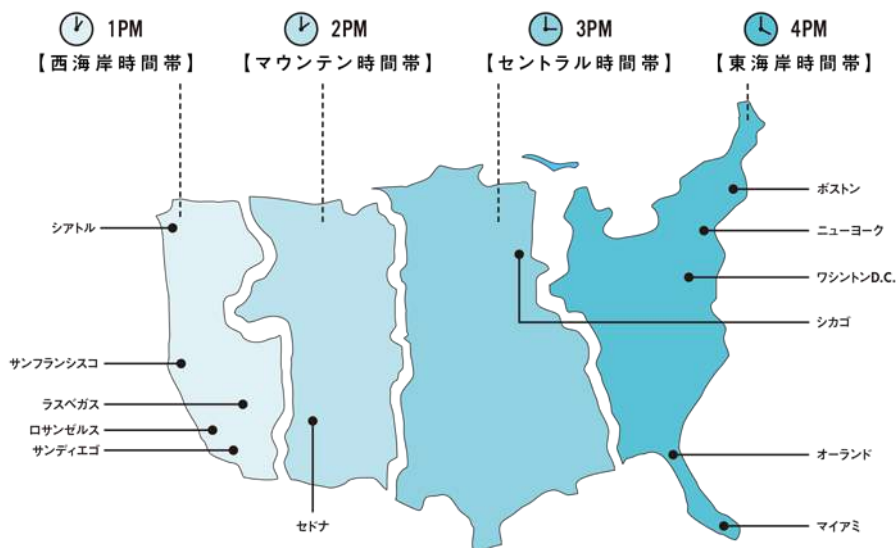 1PM
【西海岸時間帯】
2PM
【マウンテン時間帯】
3PM
【セントラル時間帯】
4PM
【東海岸時間帯】
シアトル
サンフランシスコ
ラスベガス
ロサンゼルス
サンディエゴ
セドナ
ボストン
ニューヨーク
ワシントンD.C.
シカゴ
オーランド
マイアミ